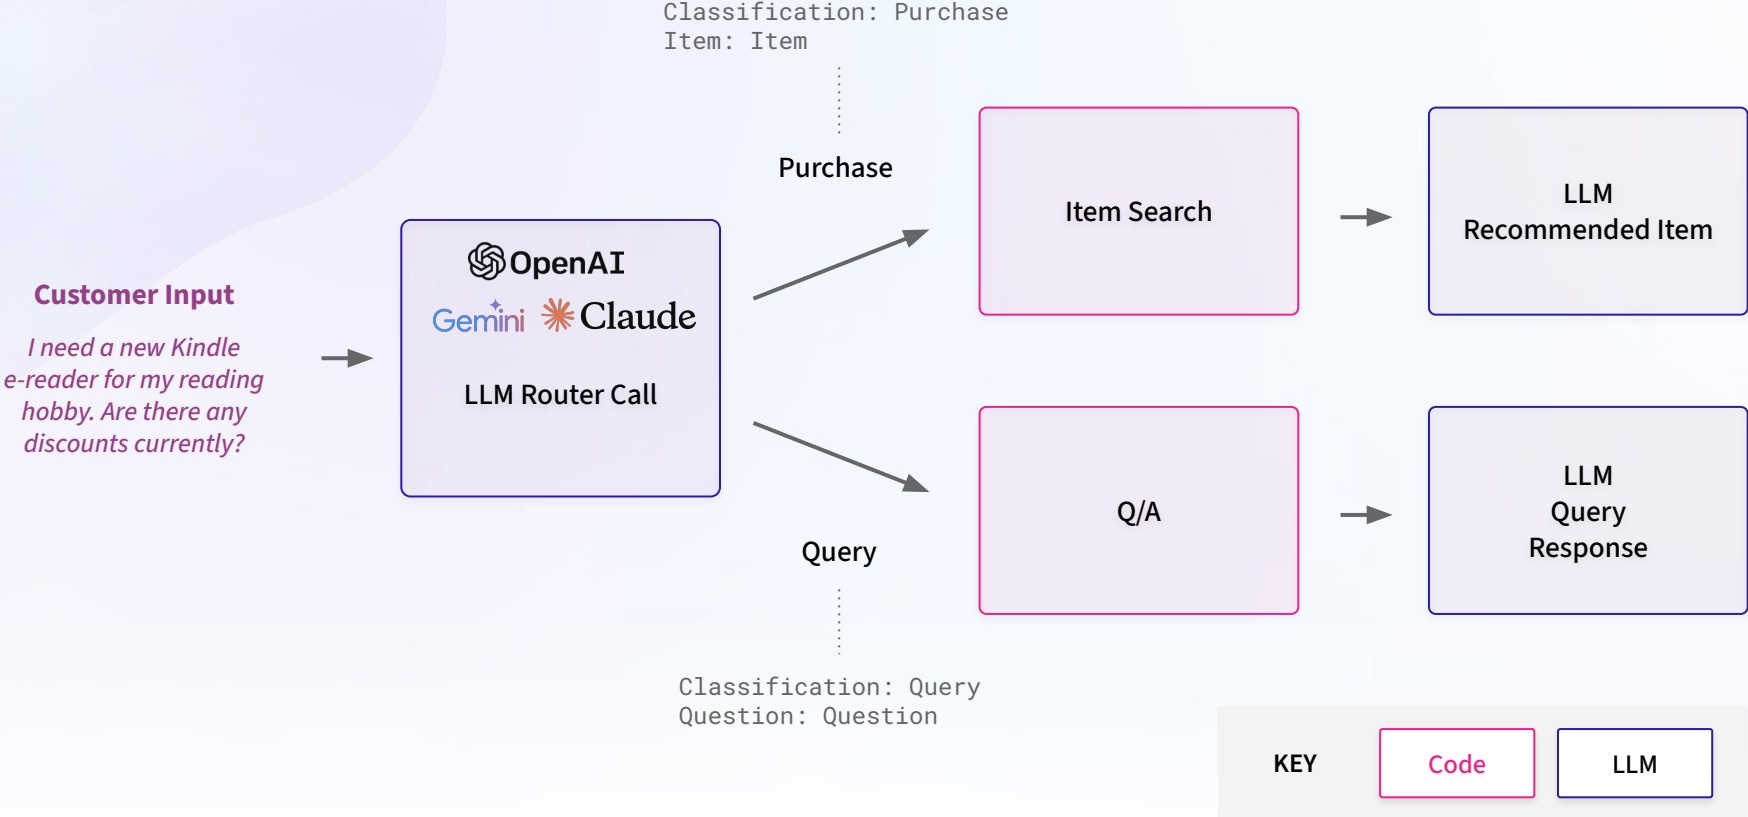 Classification: Purchase
Item: Item
Purchase
Item Search
LLM
Recommended Item
OpenAI
Gemini Claude
LLM Router Call
Customer Input
I need a new Kindle
e-reader for my reading
hobby. Are there any
discounts currently?
Q/A
LLM
Query
Response
Query
Classification: Query
Question: Question
KEY
Code
LLM